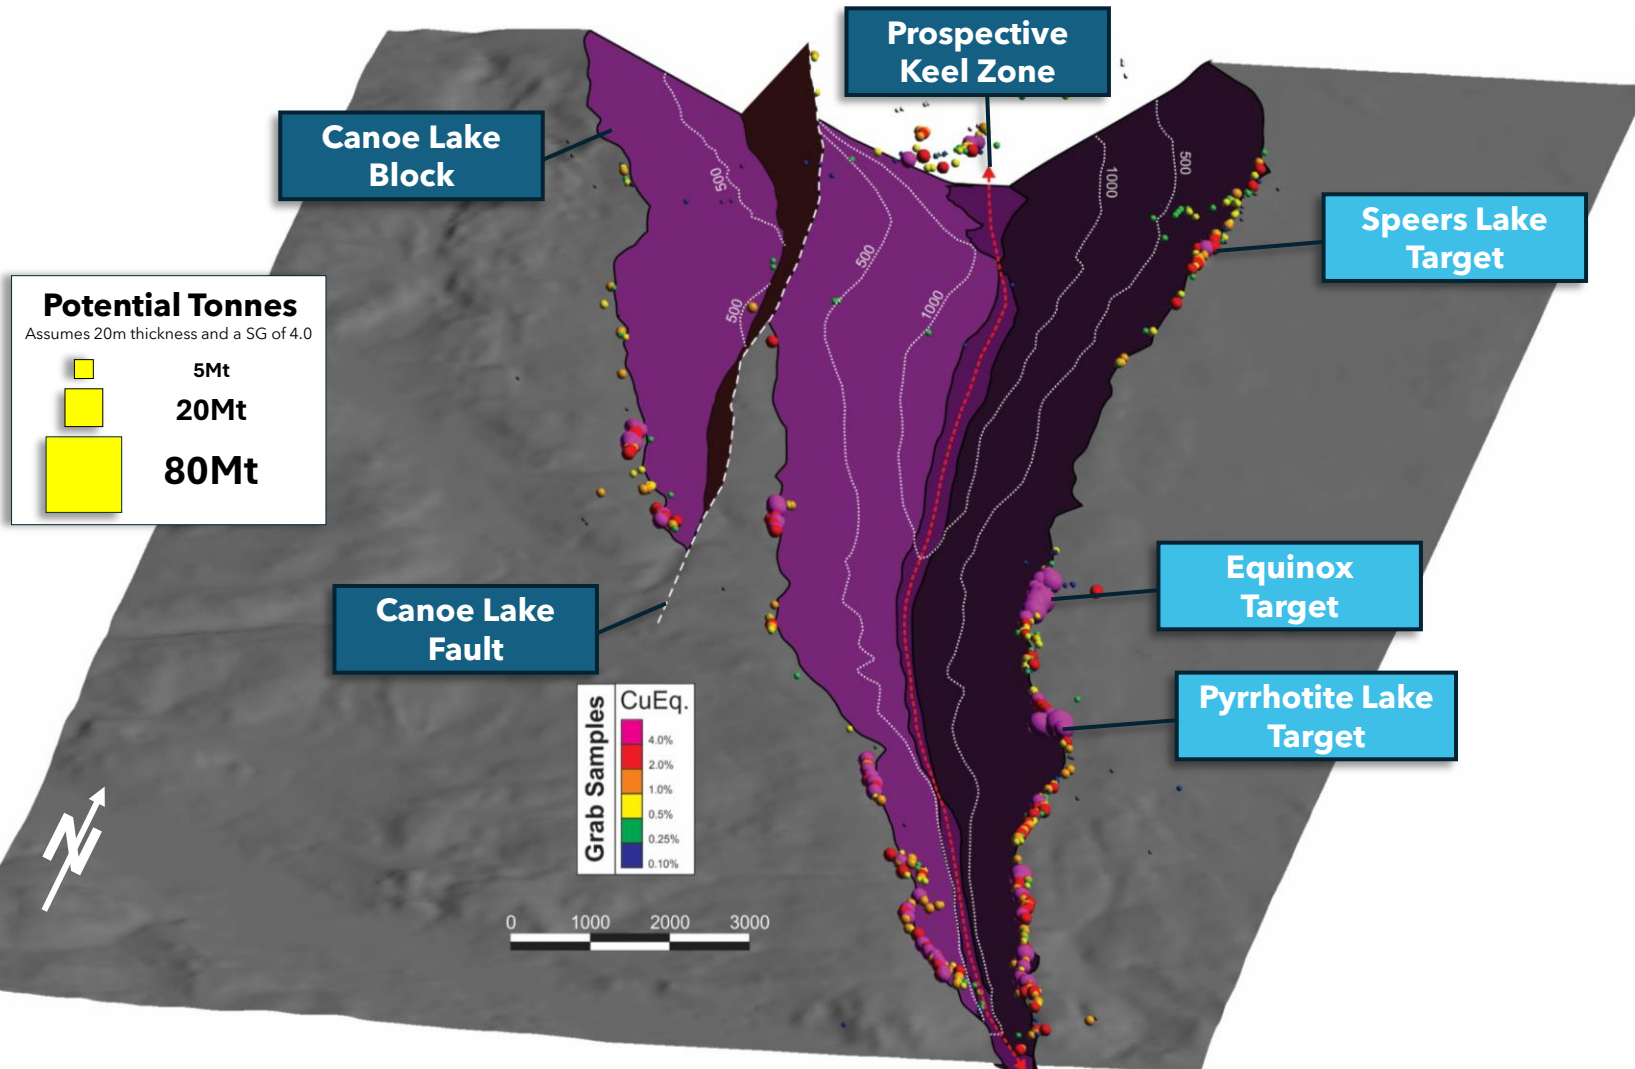 Prospective
Keel Zone
Canoe Lake
Block
Speers Lake
Target
500
1000
500
500
500
1000
Potential Tonnes
Assumes 20m thickness and a SG of 4.0
5Mt
20Mt
80Mt
Equinox
Target
Canoe Lake
Fault
Pyrrhotite Lake
Target
Grab Samples
CuEq.
4.0%
2.0%
1.0%
0.5%
0.25%
0.10%
N
0 1000 2000 3000